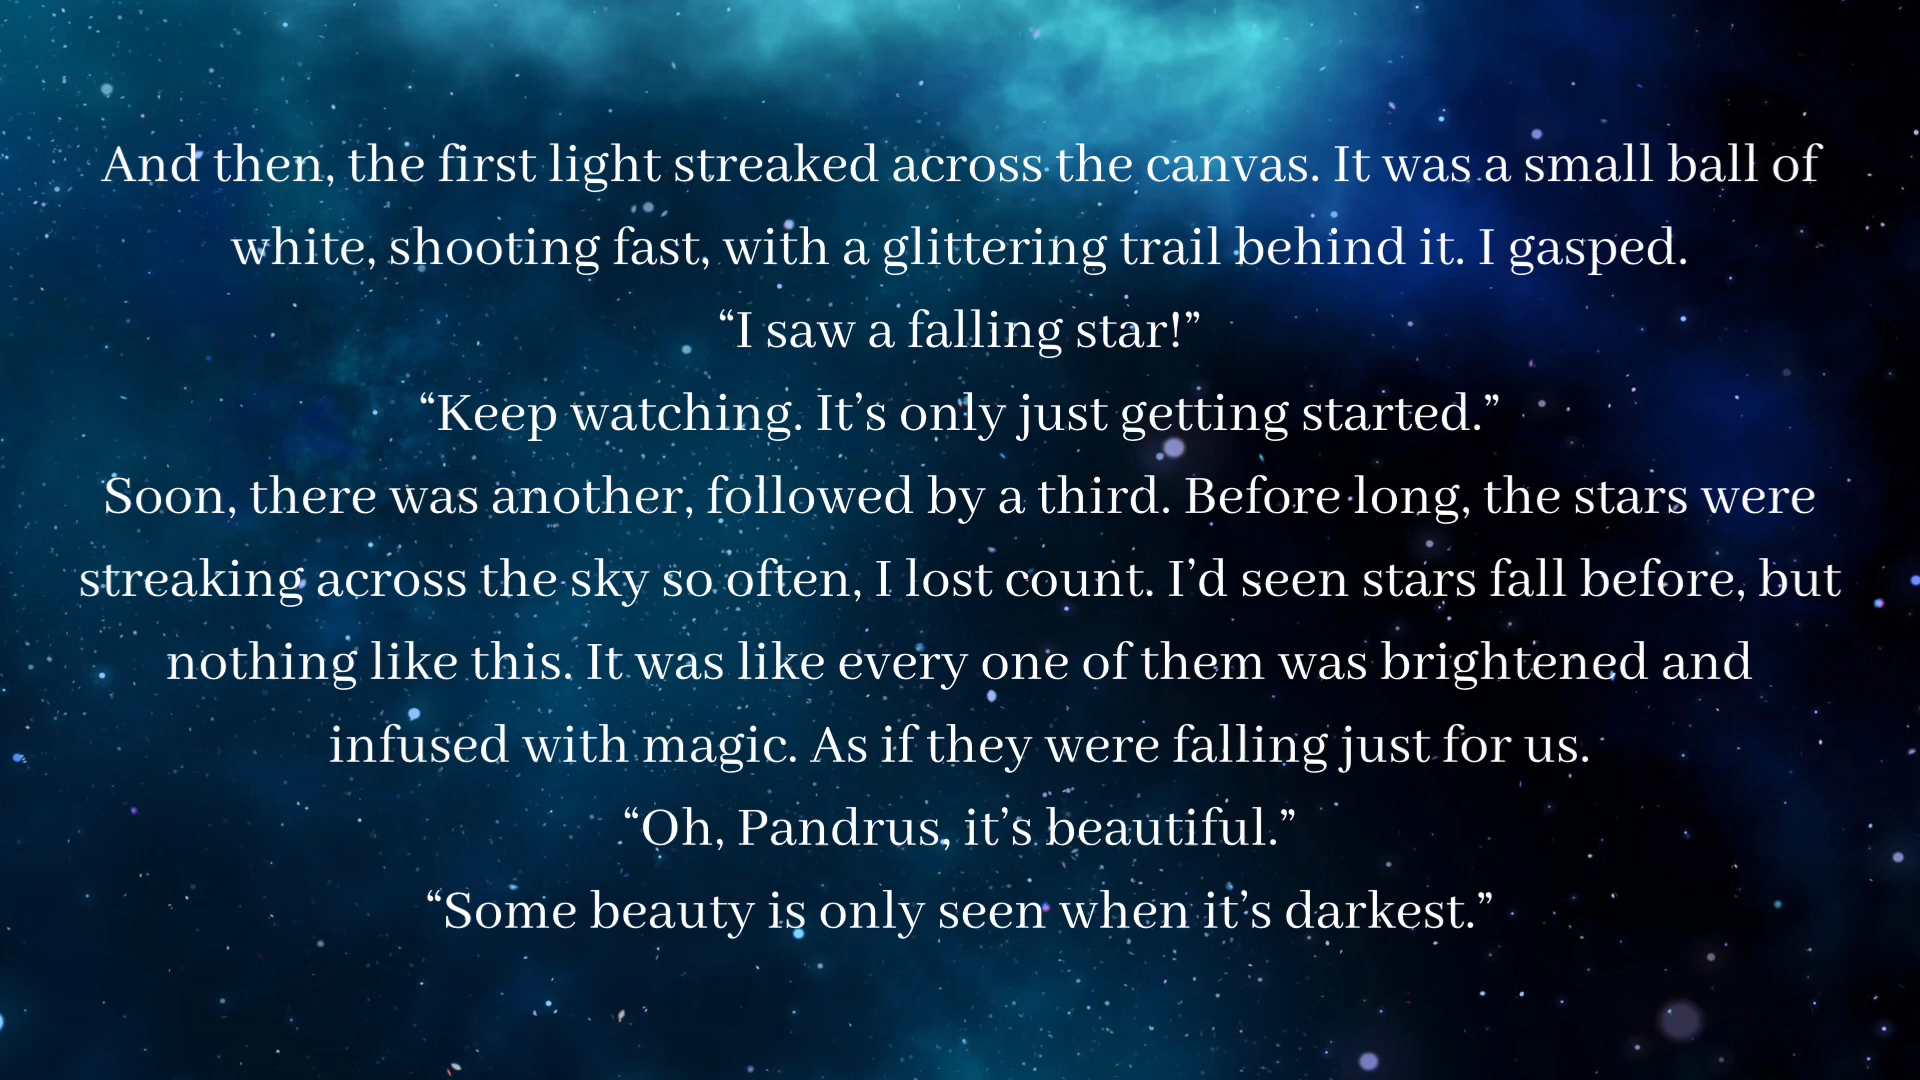 And then, the first light streaked across the canvas. It was a small ball of
white, shooting fast, with a glittering trail behind it. I gasped.
“I saw a falling star!”
“Keep watching. It’s only just getting started.”
Soon, there was another, followed by a third. Before long, the stars were
streaking across the sky so often, I lost count. I’d seen stars fall before, but
nothing like this. It was like every one of them was brightened and
infused with magic. As if they were falling just for us.
“Oh, Pandrus, it’s beautiful.”
“Some beauty is only seen when it’s darkest.”